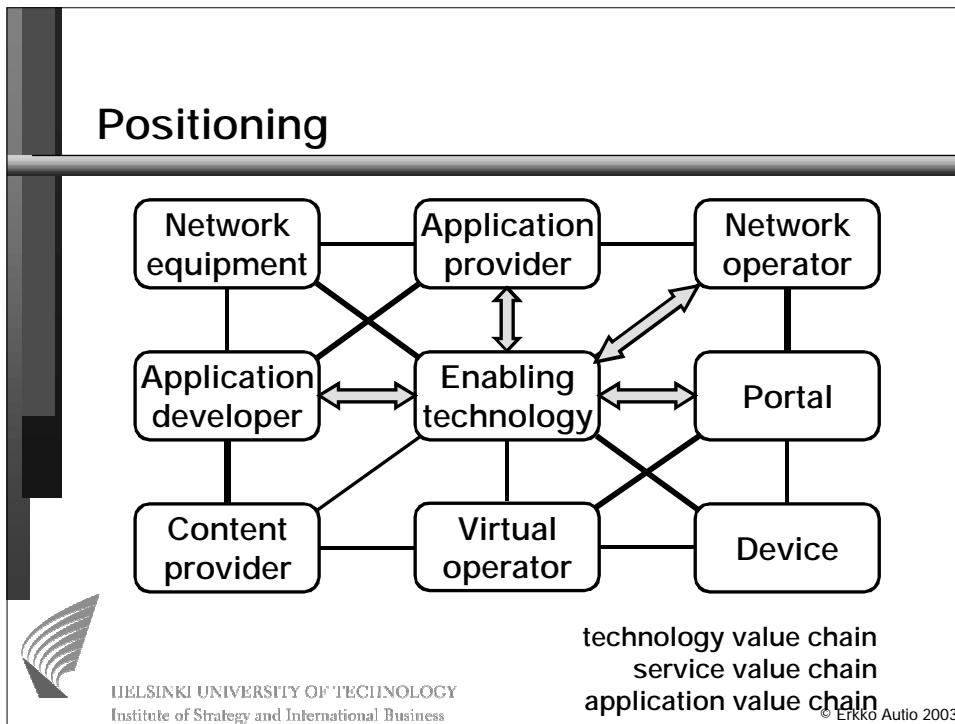 Positioning
Network
equipment
Application
provider
Network
operator
Application
developer
Enabling
technology
Portal
Content
provider
Virtual
operator
Device
technology value chain
service value chain
application value chain
HELSINKI UNIVERSITY OF TECHNOLOGY
Institute of Strategy and International Business
© Erkko Autio 2003